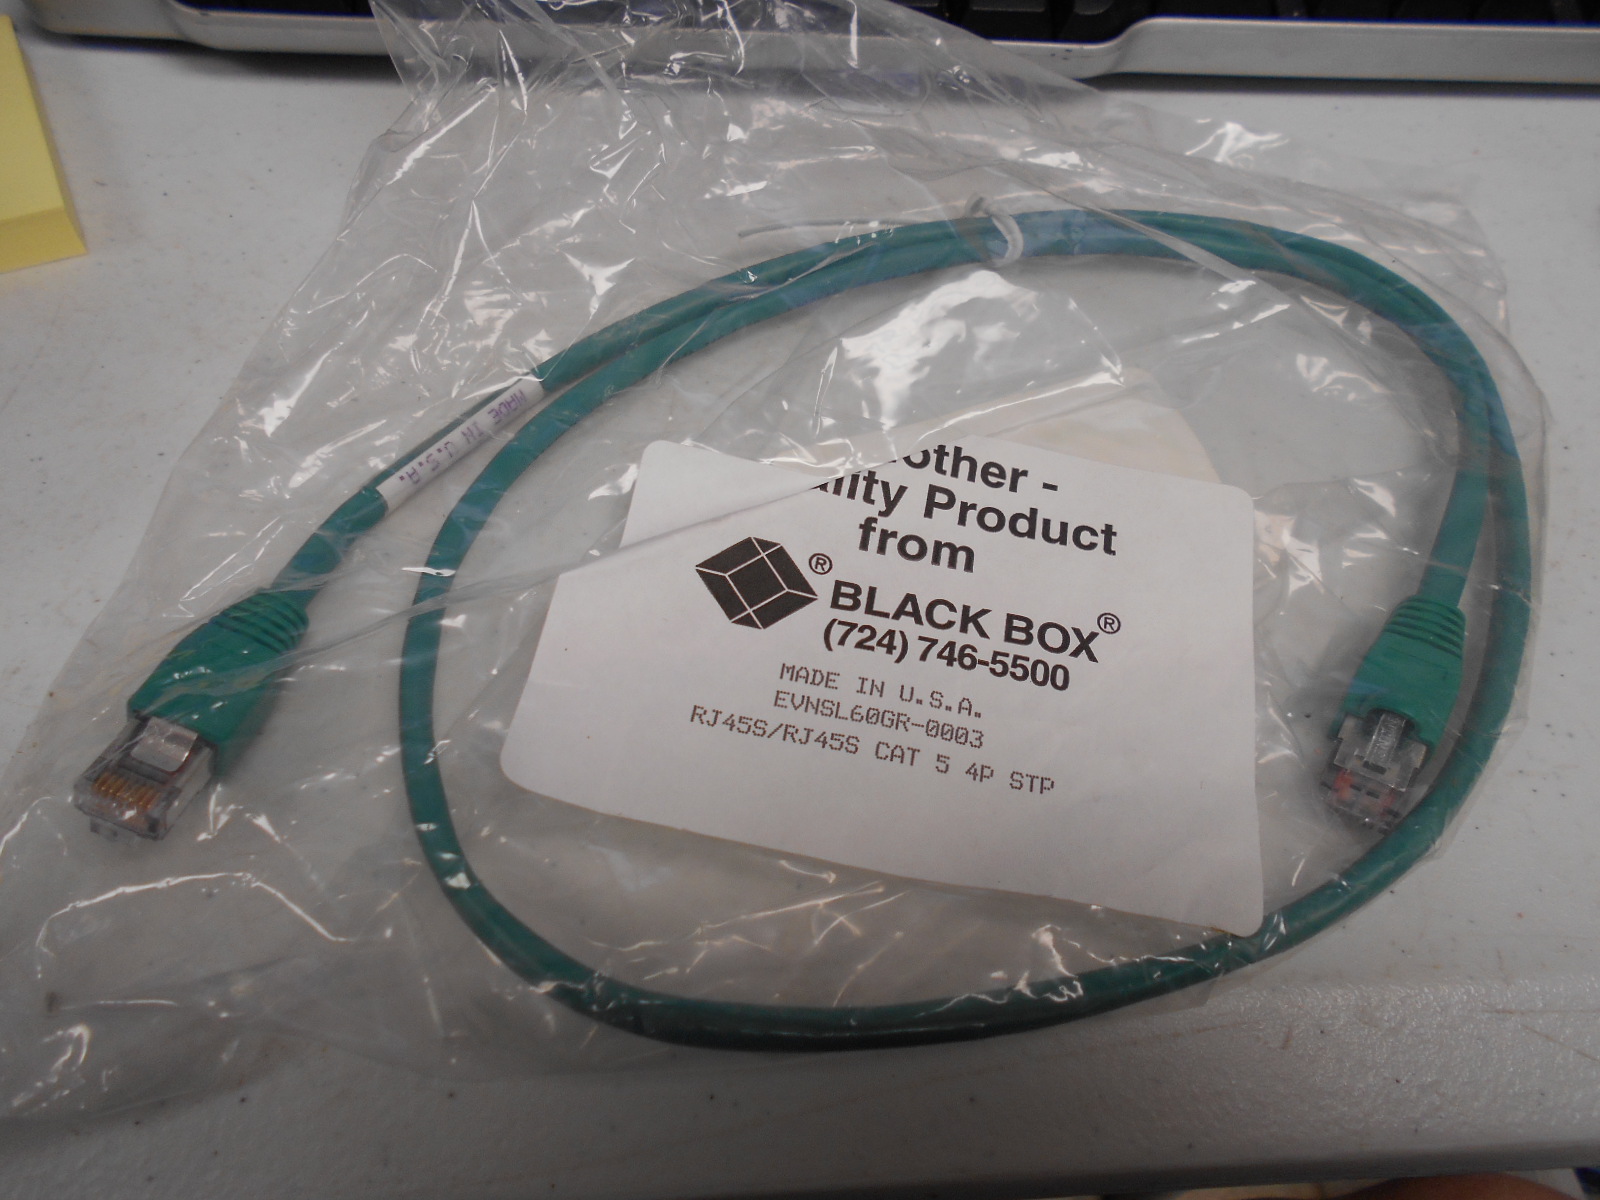 other -
lity Product
from
® BLACK BOX®
(724) 746-5500
MADE IN U.S.A.
EVNSL60GR-0003
RJ45S/RJ45S CAT 5 4P STP
MADE IN U.S.A.